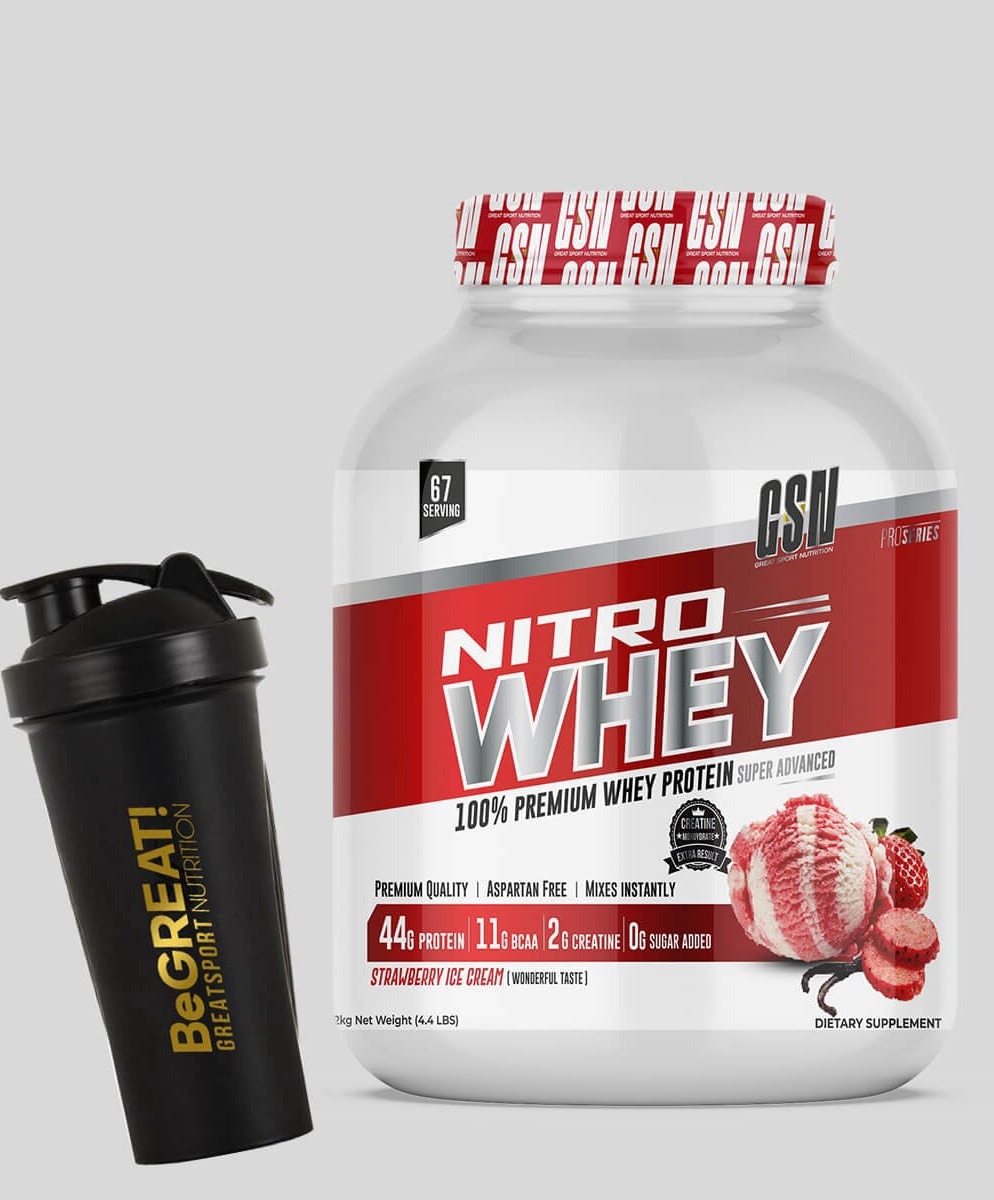 GSN
GREAT SPORT NUTRITION
67
SERVING
GSN
GREAT SPORT NUTRITION
PROSERIES
NITRO
WHEY
100% PREMIUM WHEY PROTEIN SUPER ADVANCED
CREATINE
MONOHYDRATE
EXTRA RESULT
PREMIUM QUALITY | ASPARTAN FREE | MIXES INSTANTLY
44G PROTEIN | 11G BCAA | 2G CREATINE | 0G SUGAR ADDED
STRAWBERRY ICE CREAM (WONDERFUL TASTE)
2kg Net Weight (4.4 LBS)
DIETARY SUPPLEMENT
BeGREAT!
GREATSPORT NUTRITION